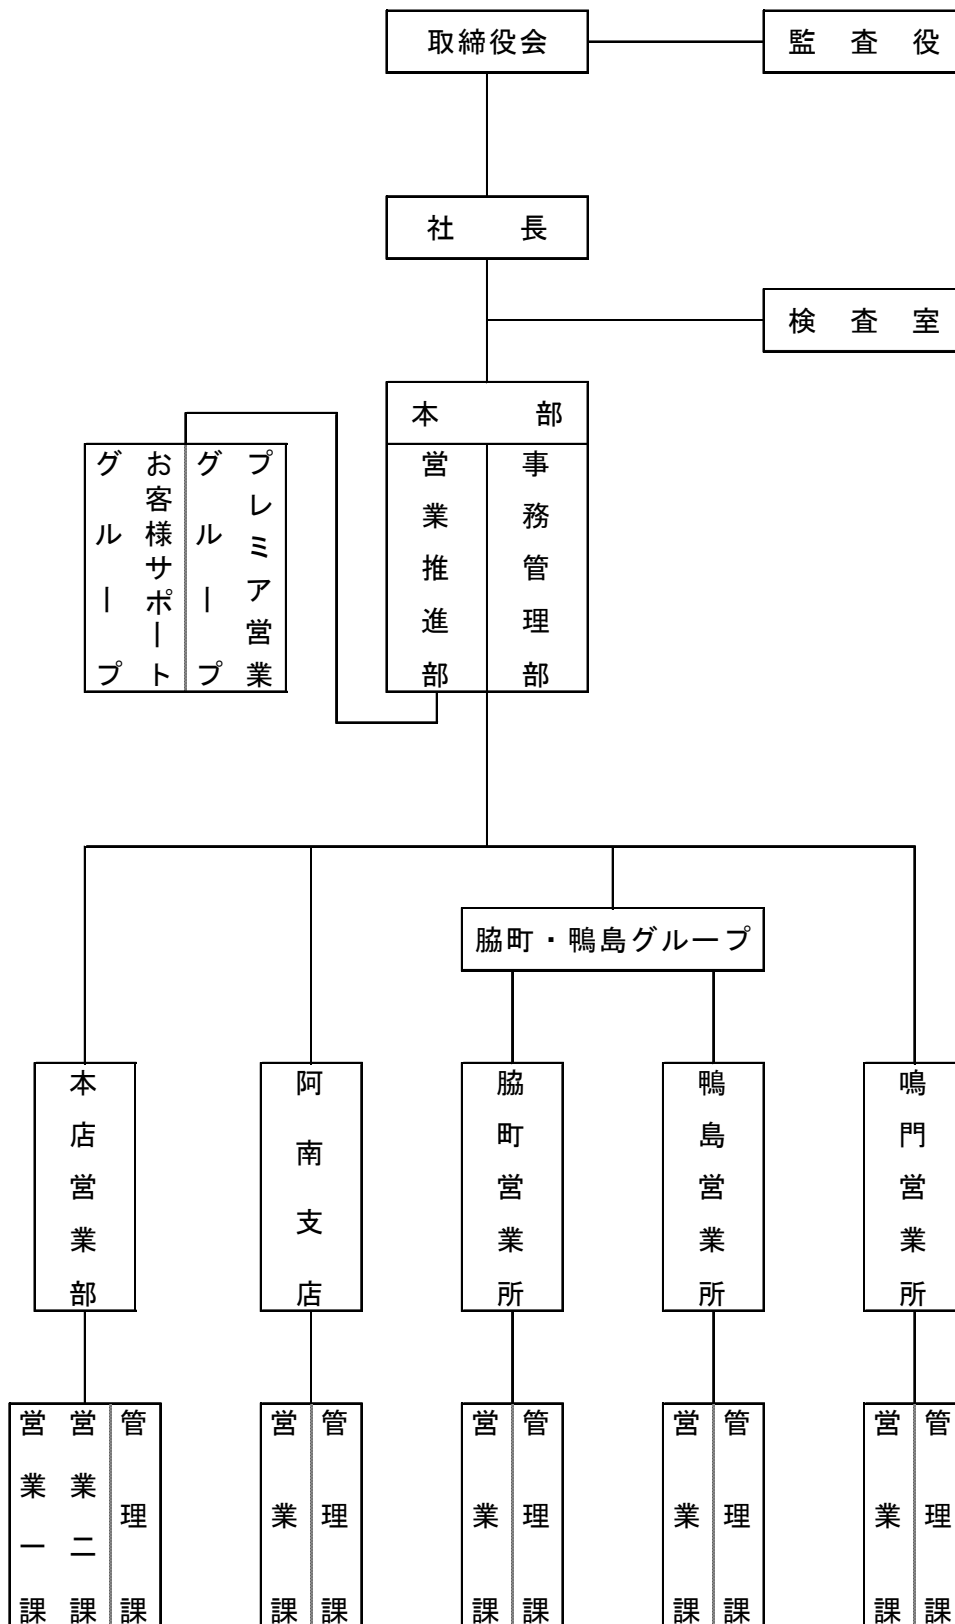 取締役会
監査役
社長
検査室
本部
事務管理部
営業推進部
プレミア営業
グループ
お客様サポート
グループ
脇町・鴨島グループ
本店営業部
阿南支店
脇町営業所
鴨島営業所
鳴門営業所
営業一課
営業二課
管理課
営業課
管理課
営業課
管理課
営業課
管理課
営業課
管理課